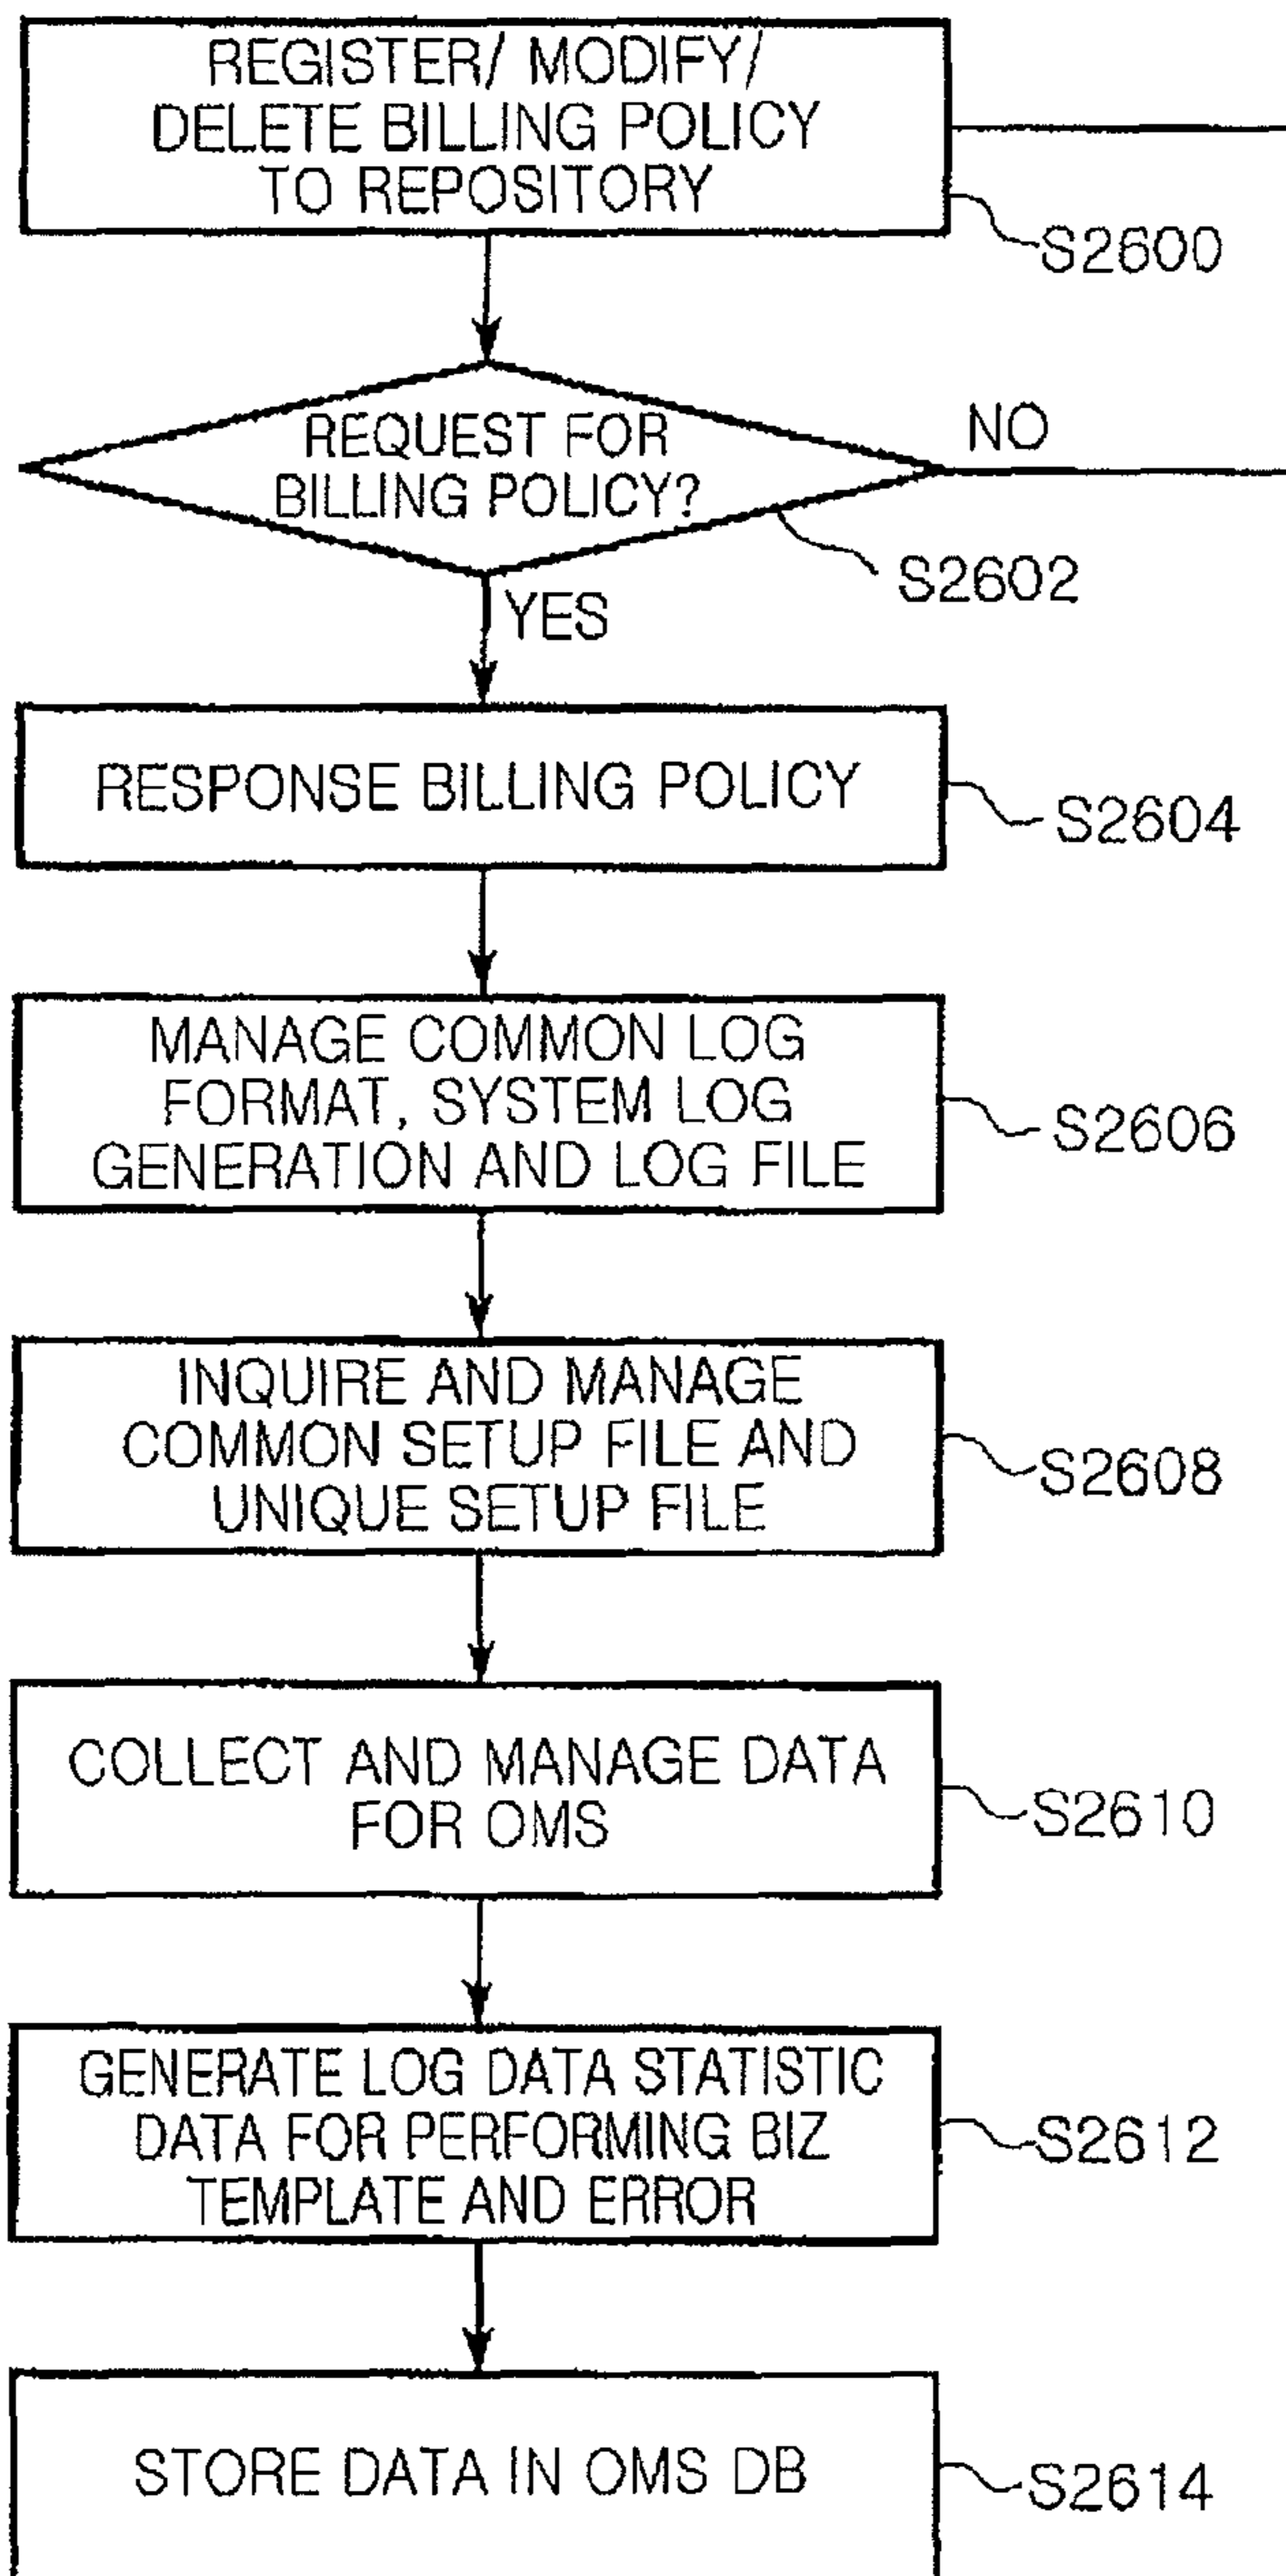 REGISTER/ MODIFY/
DELETE BILLING POLICY
TO REPOSITORY
S2600
REQUEST FOR
BILLING POLICY?
NO
S2602
YES
RESPONSE BILLING POLICY
S2604
MANAGE COMMON LOG
FORMAT, SYSTEM LOG
GENERATION AND LOG FILE
S2606
INQUIRE AND MANAGE
COMMON SETUP FILE AND
UNIQUE SETUP FILE
S2608
COLLECT AND MANAGE DATA
FOR OMS
S2610
GENERATE LOG DATA STATISTIC
DATA FOR PERFORMING BIZ
TEMPLATE AND ERROR
S2612
STORE DATA IN OMS DB
S2614